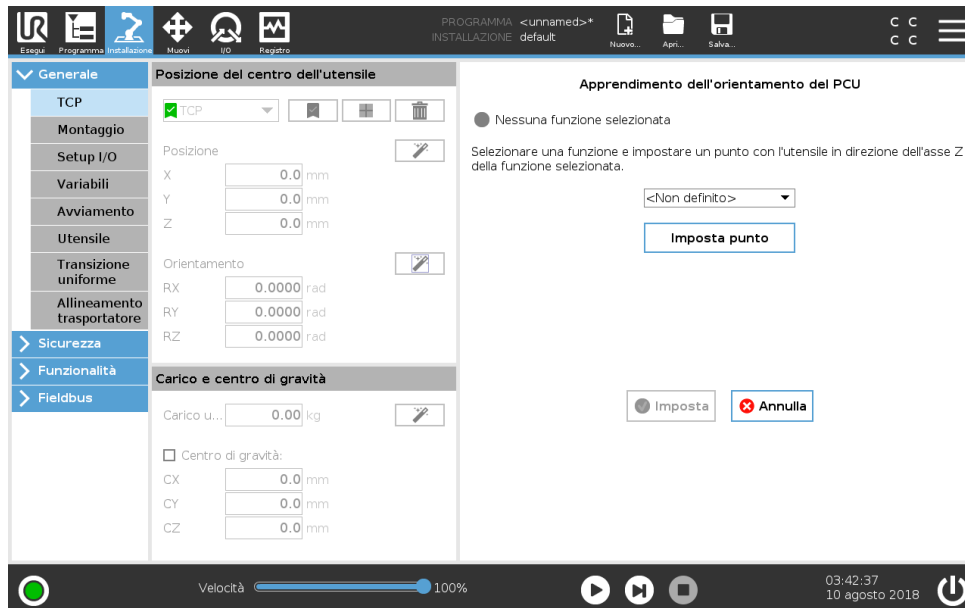 UR
Esegui
Programma
Installazione
Muovi
I/O
Registro
PROGRAMMA <unnamed>*
INSTALLAZIONE default
Nuovo...
Apri...
Salva...
C C
C C
Generale
TCP
Montaggio
Setup I/O
Variabili
Avviamento
Utensile
Transizione
uniforme
Allineamento
trasportatore
Sicurezza
Funzionalità
Fieldbus
Posizione del centro dell'utensile
TCP
Posizione
X 0.0 mm
Y 0.0 mm
Z 0.0 mm
Orientamento
RX 0.0000 rad
RY 0.0000 rad
RZ 0.0000 rad
Carico e centro di gravità
Carico u... 0.00 kg
Centro di gravità:
CX 0.0 mm
CY 0.0 mm
CZ 0.0 mm
Apprendimento dell'orientamento del PCU
Nessuna funzione selezionata
Selezionare una funzione e impostare un punto con l'utensile in direzione dell'asse Z
della funzione selezionata.
<Non definito>
Imposta punto
Imposta
Annulla
Velocità 100%
03:42:37
10 agosto 2018